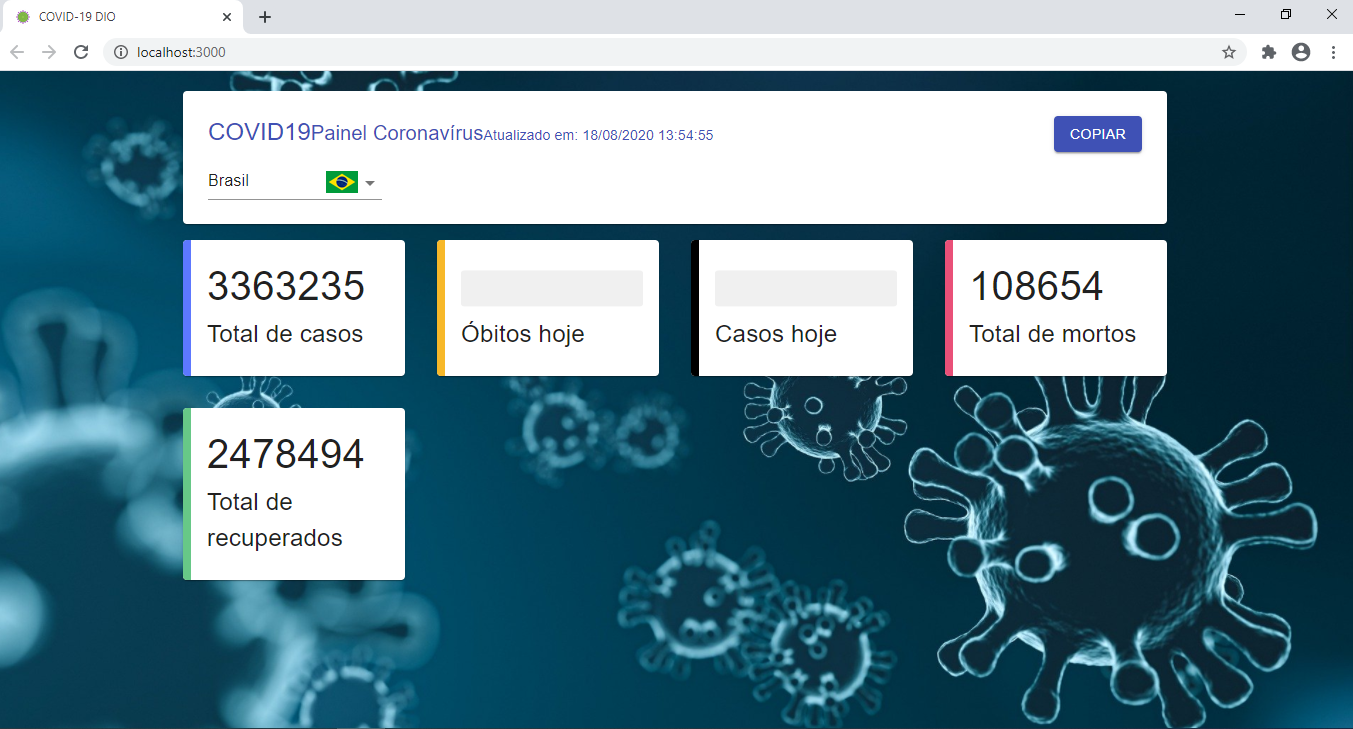 COVID-19 DIO
localhost:3000
COVID19Painel CoronavírusAtualizado em: 18/08/2020 13:54:55
COPIAR
Brasil
3363235
Total de casos
Óbitos hoje
Casos hoje
108654
Total de mortos
2478494
Total de
recuperados